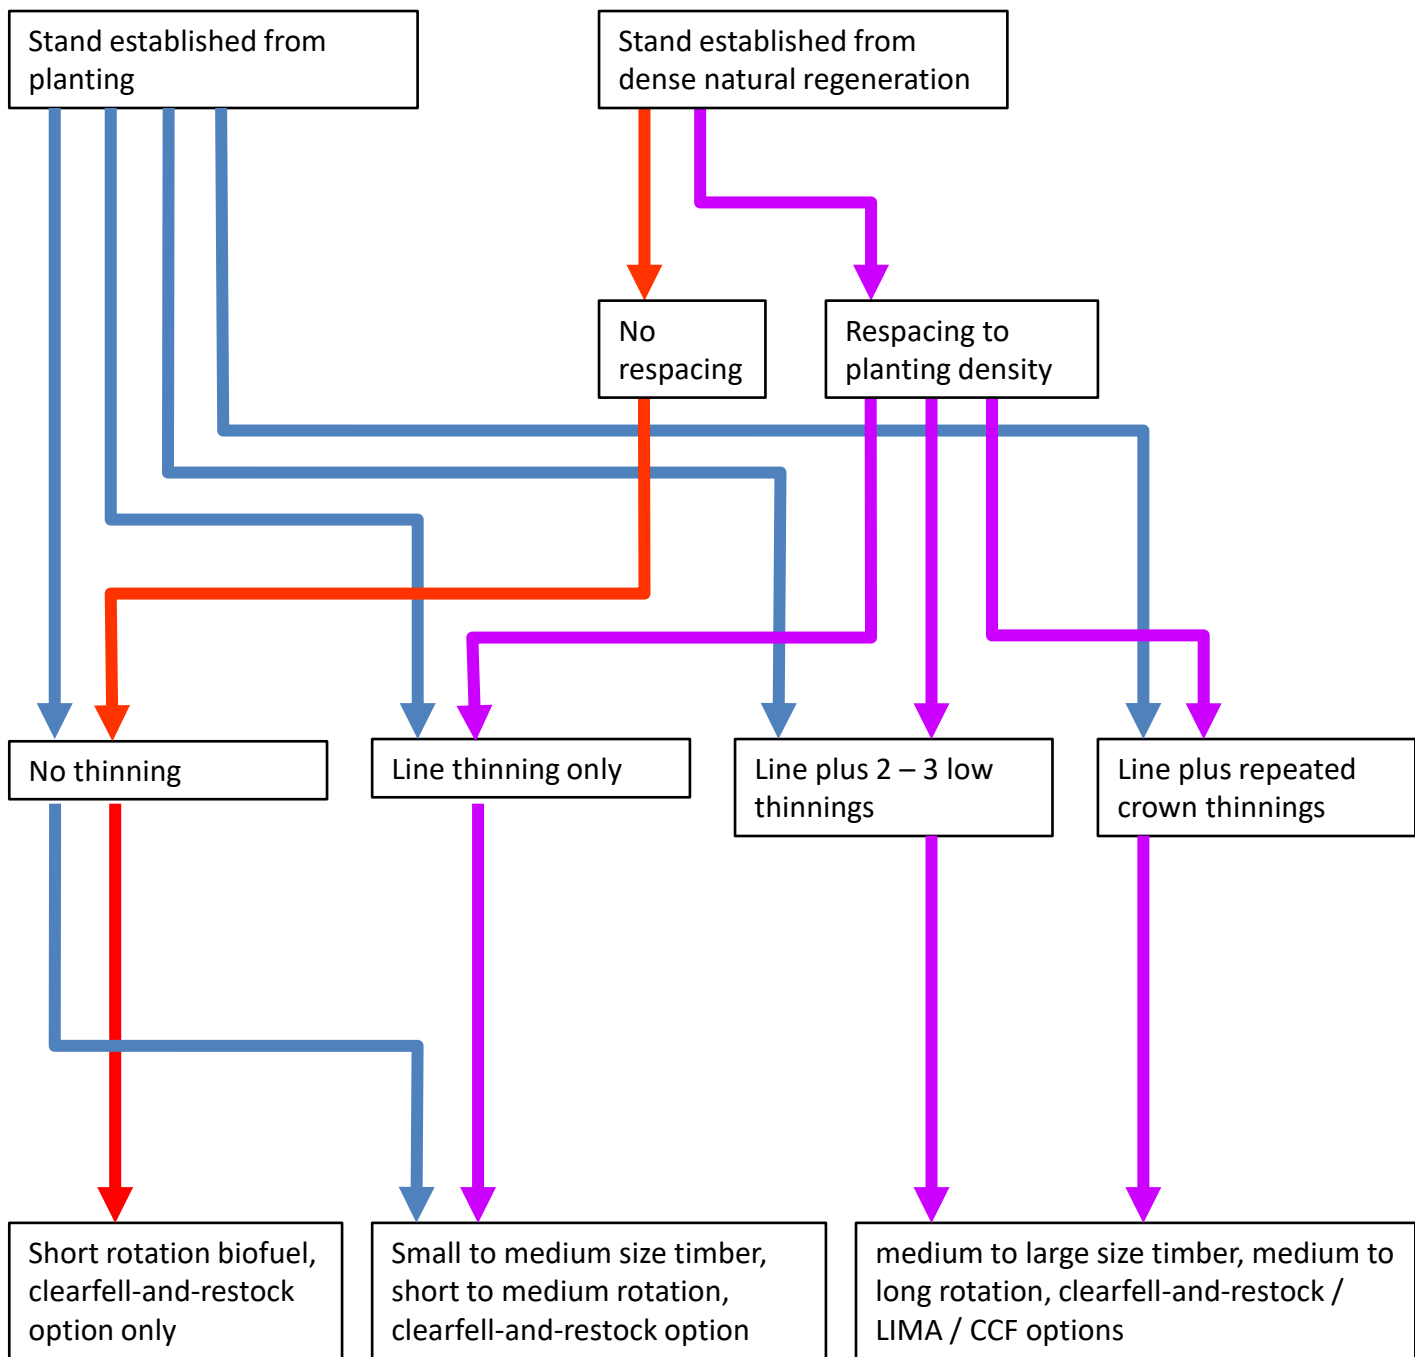 Stand established from
planting
Stand established from
dense natural regeneration
No
respacing
Respacing to
planting density
No thinning
Line thinning only
Line plus 2 – 3 low
thinnings
Line plus repeated
crown thinnings
Short rotation biofuel,
clearfell-and-restock
option only
Small to medium size timber,
short to medium rotation,
clearfell-and-restock option
medium to large size timber, medium to
long rotation, clearfell-and-restock /
LIMA / CCF options